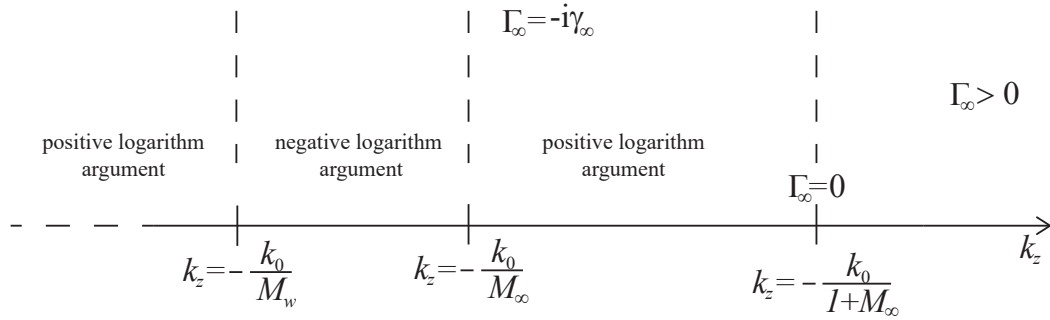 Γ∞=-iγ∞
Γ∞> 0
positive logarithm
argument
negative logarithm
argument
positive logarithm
argument
Γ∞=0
kz=- k0/Mw
kz=- k0/M∞
kz=- k0/1+M∞
kz